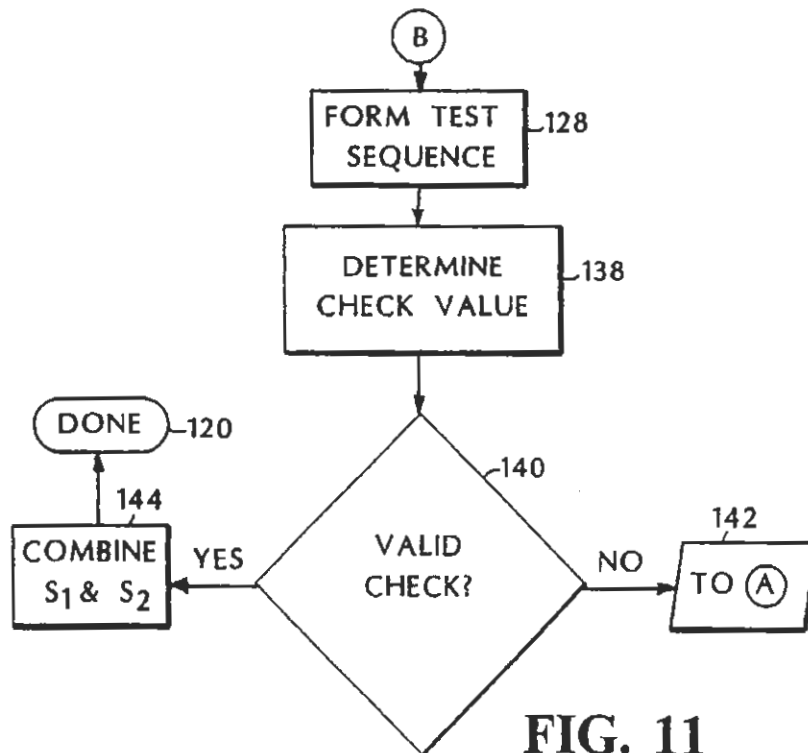 B
FORM TEST
SEQUENCE
128
DETERMINE
CHECK VALUE
138
DONE
120
140
144
COMBINE
S1 & S2
YES
VALID
CHECK?
NO
142
TO A
FIG. 11